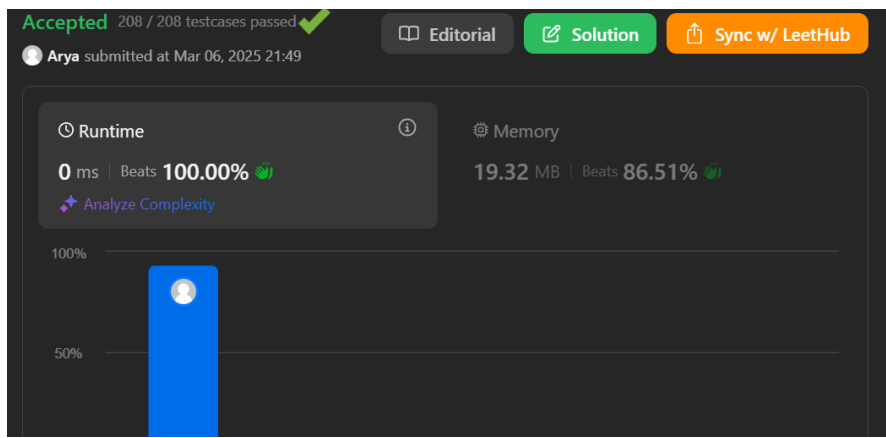 Accepted 208 / 208 testcases passed
Editorial
Solution
Sync w/ LeetHub
Arya submitted at Mar 06, 2025 21:49
Runtime
0 ms | Beats 100.00%
Analyze Complexity
Memory
19.32 MB | Beats 86.51%
100%
50%